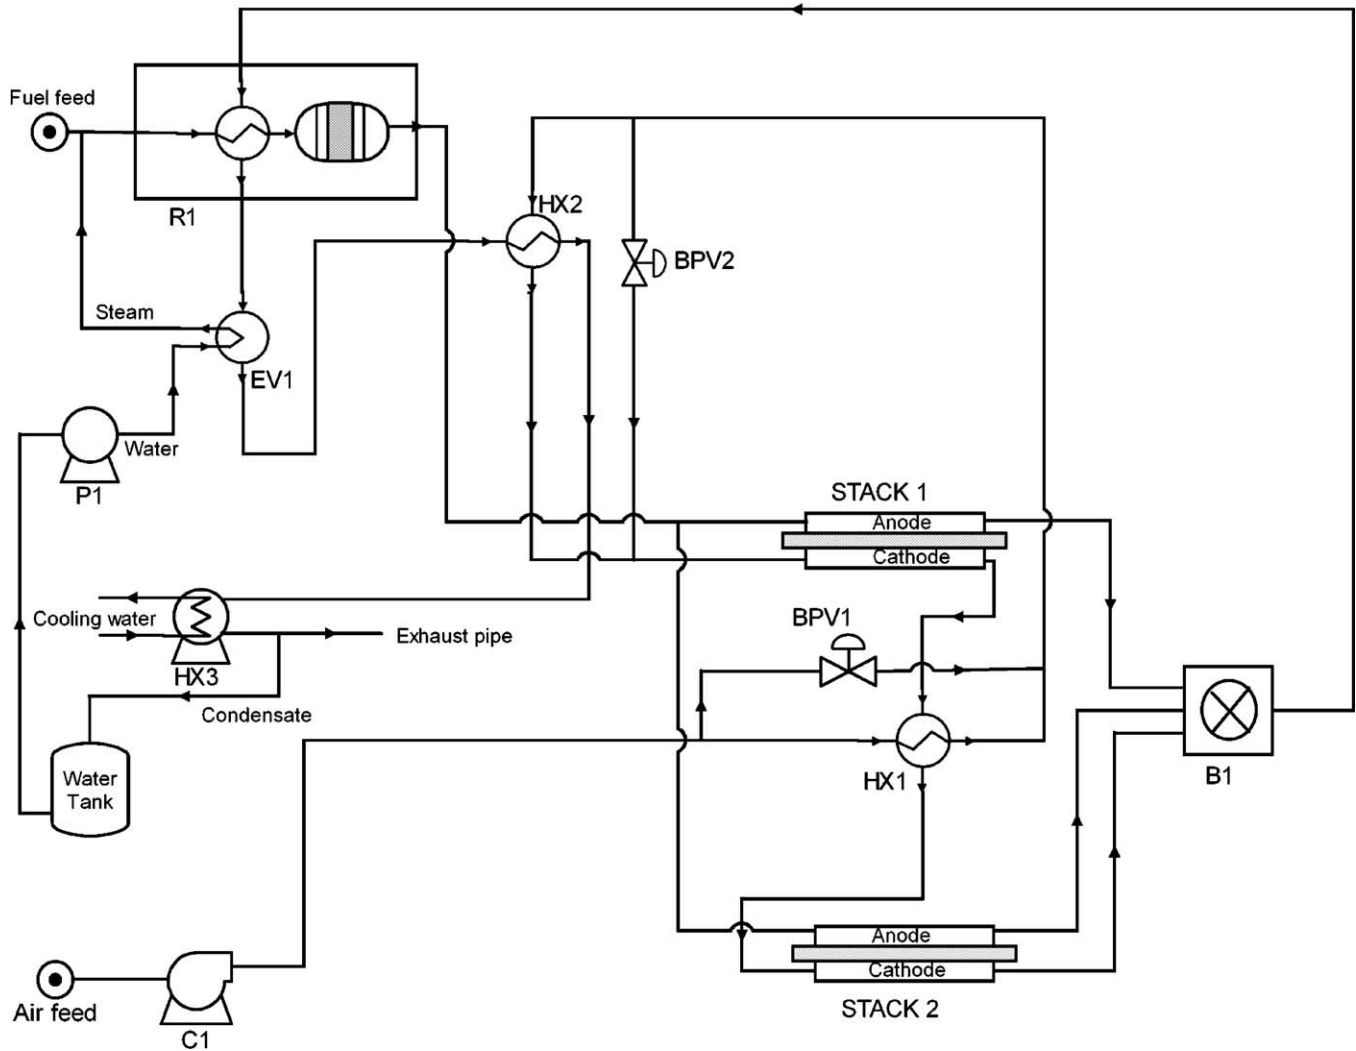 Fuel feed
R1
HX2
BPV2
Steam
EV1
Water
P1
STACK 1
Anode
Cathode
Cooling water
BPV1
Exhaust pipe
HX3
Condensate
Water
Tank
HX1
B1
Anode
Cathode
STACK 2
Air feed
C1